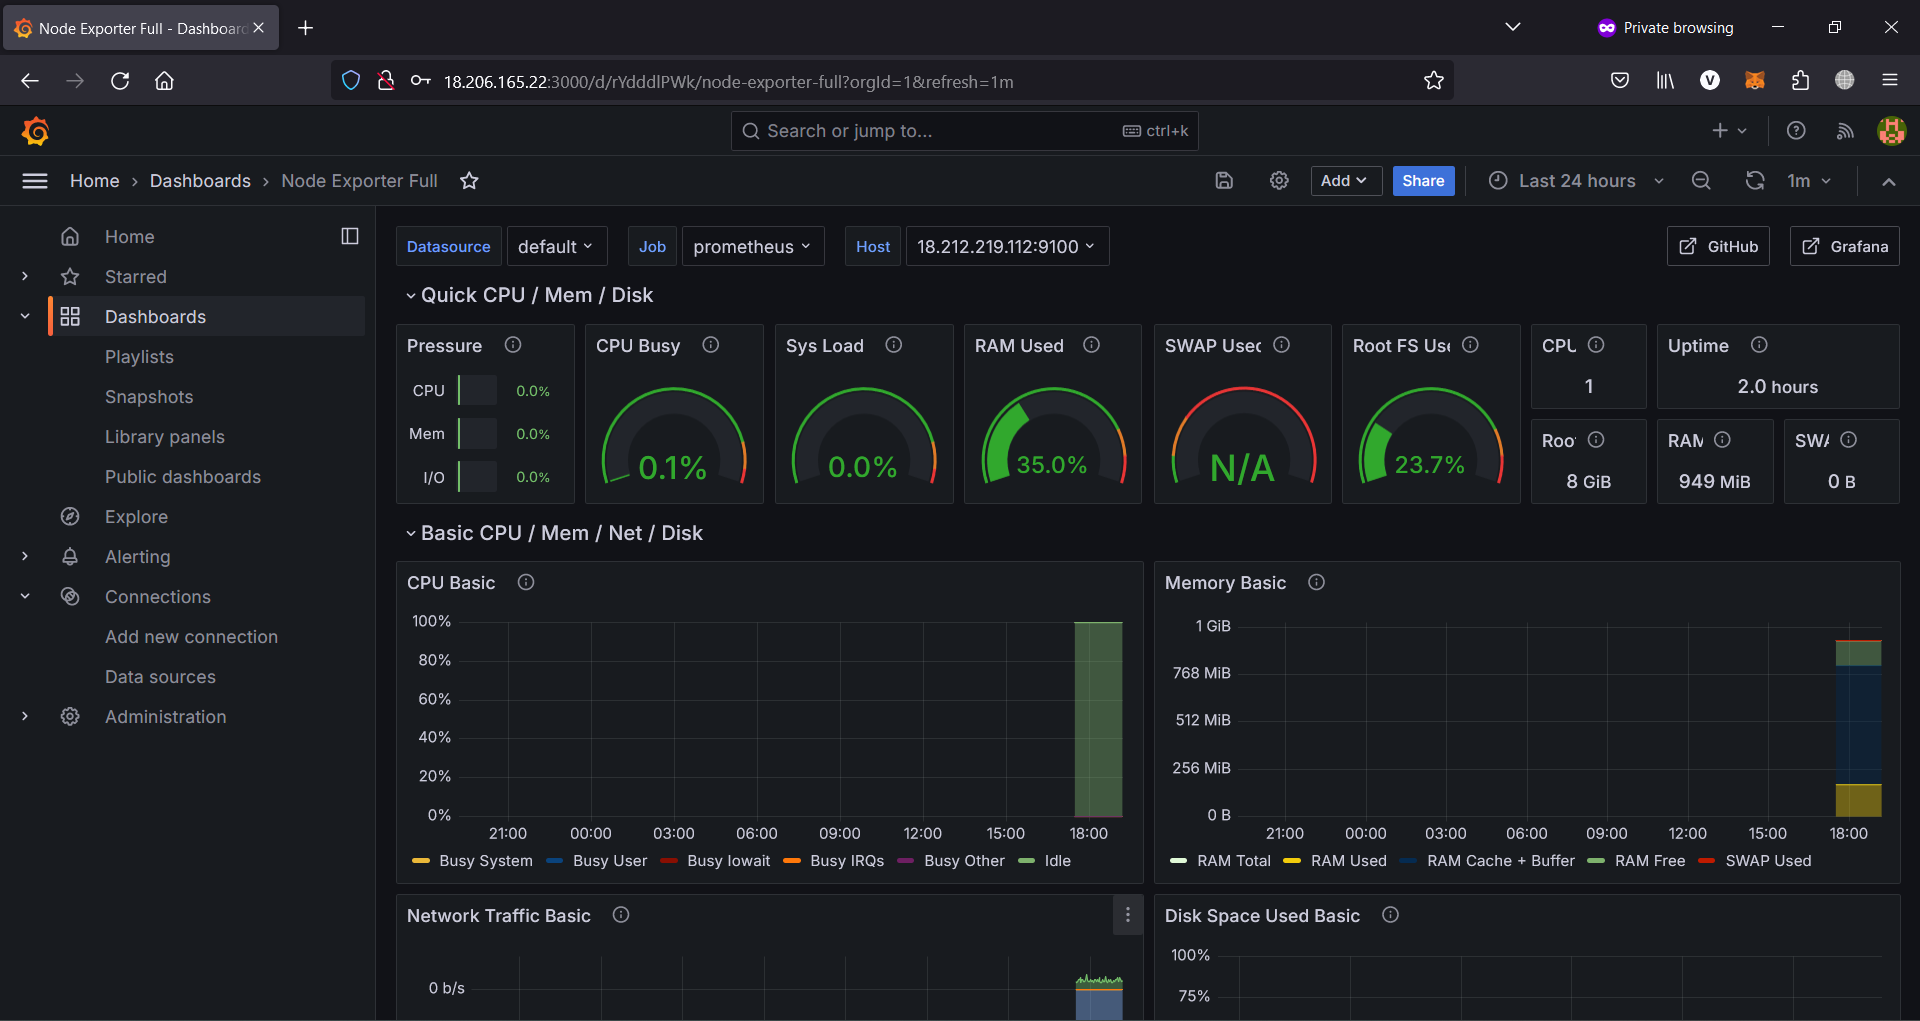 Node Exporter Full - Dashboard
Private browsing
18.206.165.22:3000/d/rYdddlPWk/node-exporter-full?orgId=1&refresh=1m
Search or jump to...
ctrl+k
Home › Dashboards › Node Exporter Full
Add
Share
Last 24 hours
1m
Home
Starred
Dashboards
Playlists
Snapshots
Library panels
Public dashboards
Explore
Alerting
Connections
Add new connection
Data sources
Administration
Datasource default
Job prometheus
Host 18.212.219.112:9100
GitHub
Grafana
Quick CPU / Mem / Disk
Pressure
CPU 0.0%
Mem 0.0%
I/O 0.0%
CPU Busy
0.1%
Sys Load
0.0%
RAM Used
35.0%
SWAP Used
N/A
Root FS Use
23.7%
CPU
1
Uptime
2.0 hours
Root
8 GiB
RAM
949 MiB
SWA
0 B
Basic CPU / Mem / Net / Disk
CPU Basic
100%
80%
60%
40%
20%
0%
21:00 00:00 03:00 06:00 09:00 12:00 15:00 18:00
Busy System Busy User Busy Iowait Busy IRQs Busy Other Idle
Memory Basic
1 GiB
768 MiB
512 MiB
256 MiB
0 B
21:00 00:00 03:00 06:00 09:00 12:00 15:00 18:00
RAM Total RAM Used RAM Cache + Buffer RAM Free SWAP Used
Network Traffic Basic
0 b/s
Disk Space Used Basic
100%
75%